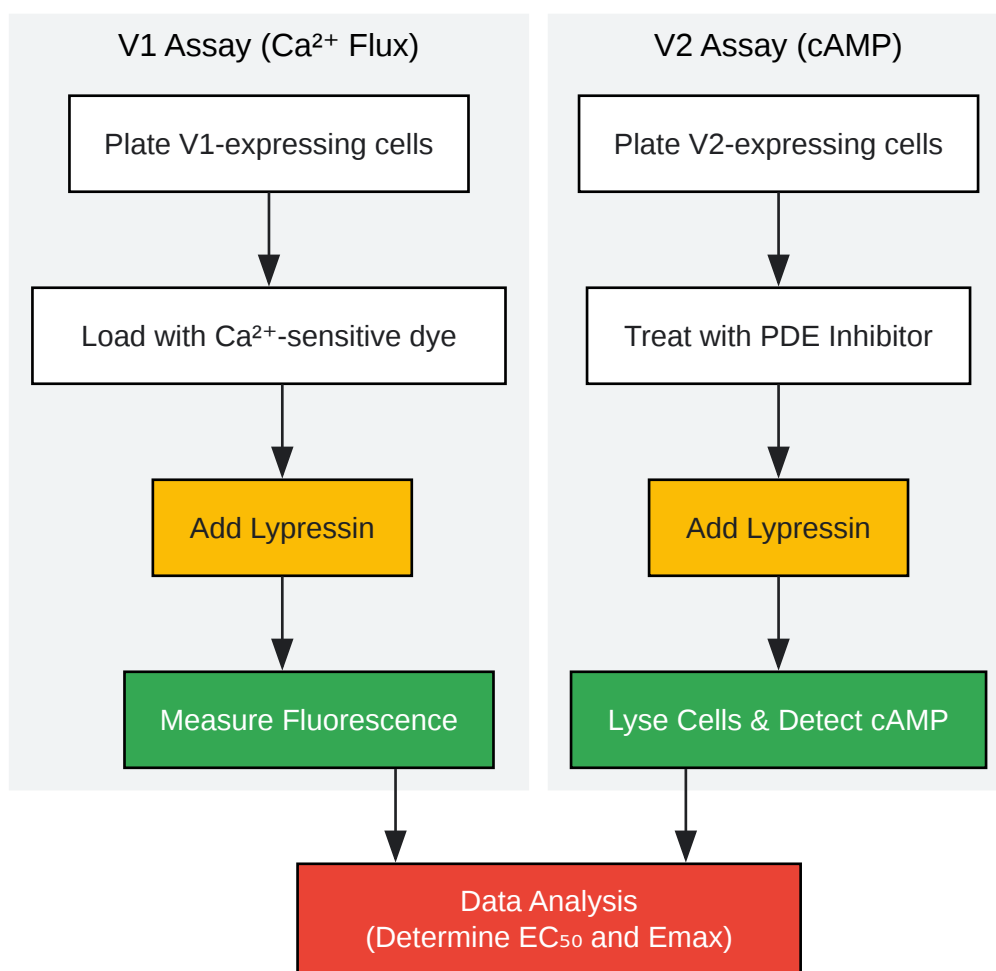 V1 Assay (Ca²⁺ Flux)
Plate V1-expressing cells
Load with Ca²⁺-sensitive dye
Add Lypressin
Measure Fluorescence
V2 Assay (cAMP)
Plate V2-expressing cells
Treat with PDE Inhibitor
Add Lypressin
Lyse Cells & Detect cAMP
Data Analysis
(Determine EC₅₀ and Emax)